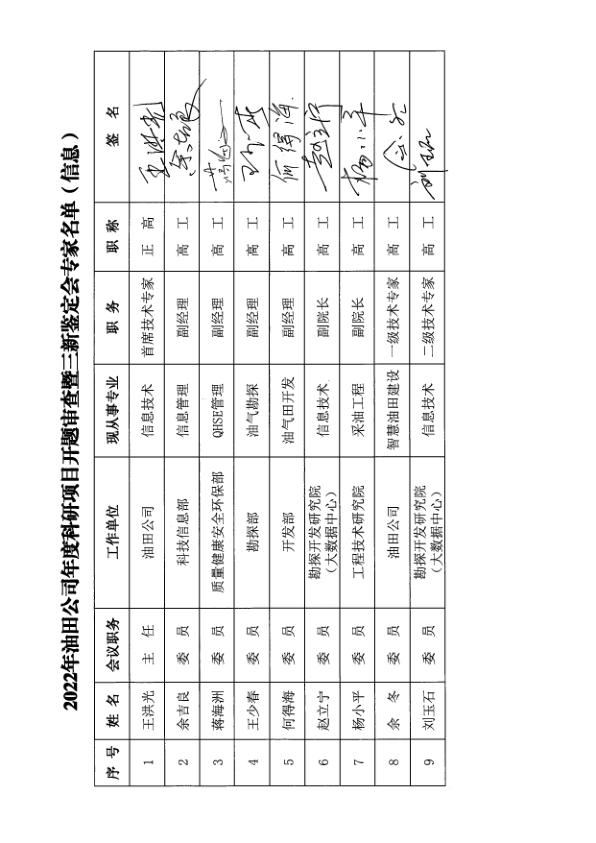 2022年油田公司年度科研项目开题审查暨三新鉴定会专家名单（信息）
序 号 姓 名 会议职务 工作单位 现从事专业 职 务 职 称 签 名
1 王洪光 主 任 油田公司 信息技术 首席技术专家 正 高 王洪光
2 余吉良 委 员 科技信息部 信息管理 副经理 高 工 余吉良
3 蒋海洲 委 员 质量健康安全环保部 QHSE管理 副经理 高 工
4 王少春 委 员 勘探部 油气勘探 副经理 高 工
5 何得海 委 员 开发部 油气田开发 副经理 高 工 何得海
6 赵立宁 委 员 勘探开发研究院（大数据中心） 信息技术 副院长 高 工 赵立宁
7 杨小平 委 员 工程技术研究院 采油工程 副院长 高 工 杨小平
8 余 冬 委 员 油田公司 智慧油田建设 一级技术专家 高 工
9 刘玉石 委 员 勘探开发研究院（大数据中心） 信息技术 二级技术专家 高 工